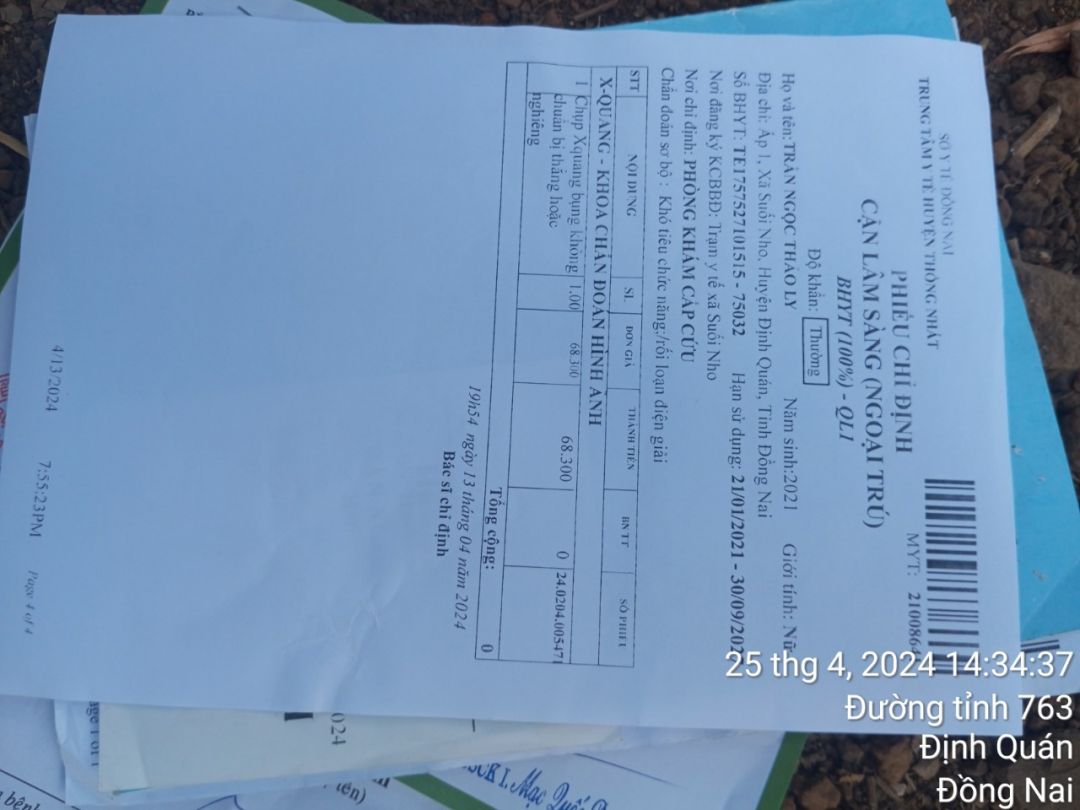 SỞ Y TẾ ĐỒNG NAI
TRUNG TÂM Y TẾ HUYỆN THỐNG NHẤT
MYT: 2100864
PHIẾU CHỈ ĐỊNH
CẬN LÂM SÀNG (NGOẠI TRÚ)
BHYT (100%) - QL1
Độ khẩn: Thường
Họ và tên: TRẦN NGỌC THẢO LY Năm sinh:2021 Giới tính: Nữ
Địa chỉ: Ấp 1, Xã Suối Nho, Huyện Định Quán, Tỉnh Đồng Nai
Số BHYT: TE1757527101515 - 75032 Hạn sử dụng: 21/01/2021 - 30/09/202
Nơi đăng ký KCBBĐ: Trạm y tế xã Suối Nho
Nơi chỉ định: PHÒNG KHÁM CẤP CỨU
Chẩn đoán sơ bộ : Khó tiêu chức năng;/rối loạn điện giải
STT NỘI DUNG SL ĐƠN GIÁ THÀNH TIỀN BNTT SỐ PHIẾU
X-QUANG - KHOA CHẨN ĐOÁN HÌNH ẢNH
1 Chụp Xquang bụng không 1.00 68.300 68.300 0 24.0204.005471
chuẩn bị thẳng hoặc
nghiêng
Tổng cộng: 0
19h54 ngày 13 tháng 04 năm 2024
Bác sĩ chỉ định
4/13/2024 7:55:23PM Page 4 of 4
024
25 thg 4, 2024 14:34:37
Đường tỉnh 763
Định Quán
Đồng Nai